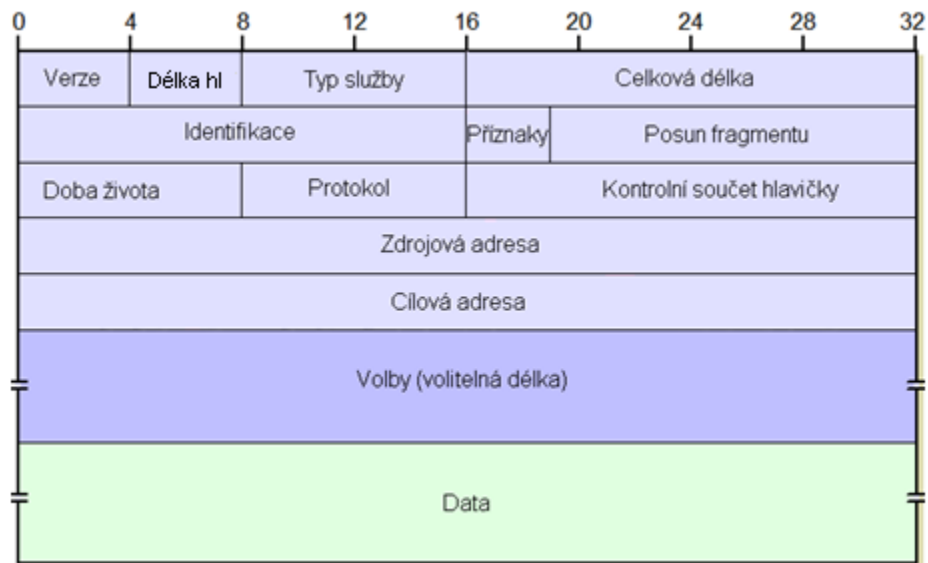 0 4 8 12 16 20 24 28 32
Verze Délka hl Typ služby Celková délka
Identifikace Příznaky Posun fragmentu
Doba života Protokol Kontrolní součet hlavičky
Zdrojová adresa
Cílová adresa
Volby (volitelná délka)
Data